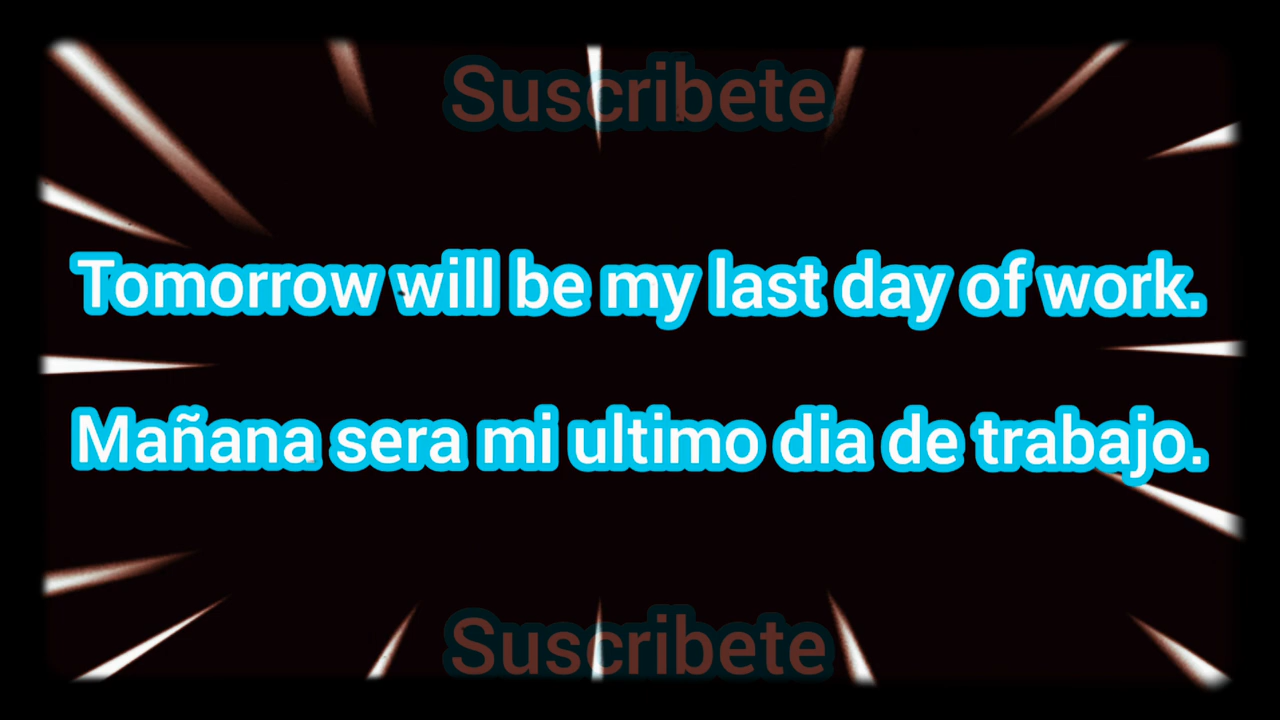 Suscribete
Tomorrow will be my last day of work.
Mañana sera mi ultimo dia de trabajo.
Suscribete